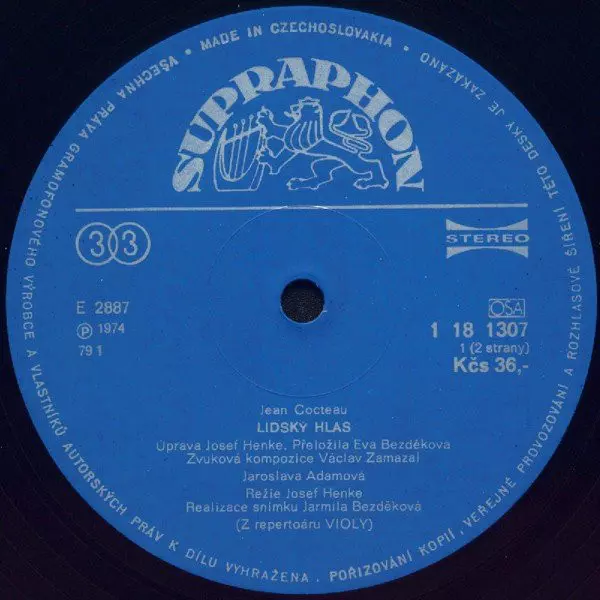 VŠECHNA PRÁVA GRAMOFONOVÉHO VÝROBCE A VLASTNÍKŮ AUTORSKÝCH PRÁV K DÍLU VYHRAŽENA. POŘIZOVÁNÍ KOPIÍ, VEŘEJNÉ PROVOZOVÁNÍ A ROZHLASOVÉ ŠÍŘENÍ TÉTO DESKY JE ZAKÁZÁNO • MADE IN CZECHOSLOVAKIA •
SUPRAPHON
33
STEREO
E 2887
Ⓟ 1974
79 1
OSA
1 18 1307
1 (2 strany)
Kčs 36,-
Jean Cocteau
LIDSKÝ HLAS
Úprava Josef Henke. Přeložila Eva Bezděková
Zvuková kompozice Václav Zamazal
Jaroslava Adamová
Režie Josef Henke
Realizace snímku Jarmila Bezděková
(Z repertoáru VIOLY)